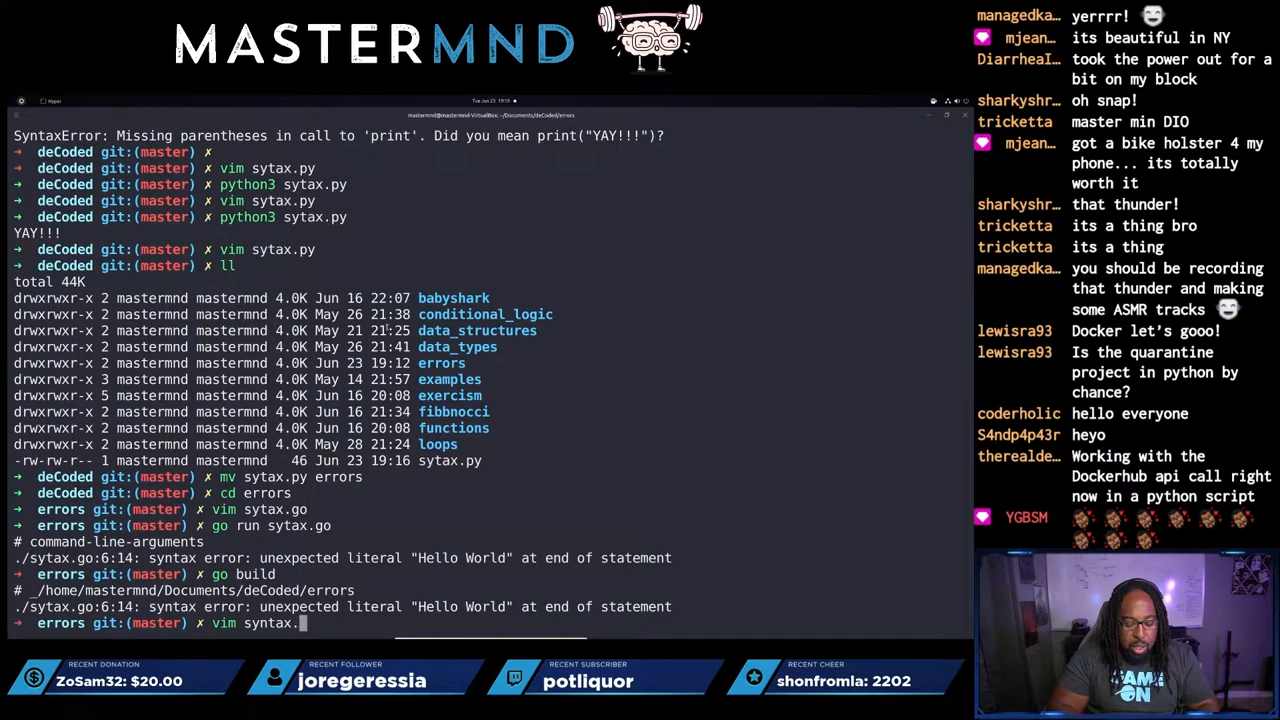 MASTERMND
Hyper
Tue Jun 23 19:19
mastermnd@mastermnd-VirtualBox: ~/Documents/deCoded/errors
SyntaxError: Missing parentheses in call to 'print'. Did you mean print("YAY!!!")?
➜ deCoded git:(master) ✗
➜ deCoded git:(master) ✗ vim sytax.py
➜ deCoded git:(master) ✗ python3 sytax.py
➜ deCoded git:(master) ✗ vim sytax.py
➜ deCoded git:(master) ✗ python3 sytax.py
YAY!!!
➜ deCoded git:(master) ✗ vim sytax.py
➜ deCoded git:(master) ✗ ll
total 44K
drwxrwxr-x 2 mastermnd mastermnd 4.0K Jun 16 22:07 babyshark
drwxrwxr-x 2 mastermnd mastermnd 4.0K May 26 21:38 conditional_logic
drwxrwxr-x 2 mastermnd mastermnd 4.0K May 21 21:25 data_structures
drwxrwxr-x 2 mastermnd mastermnd 4.0K May 26 21:41 data_types
drwxrwxr-x 2 mastermnd mastermnd 4.0K Jun 23 19:12 errors
drwxrwxr-x 3 mastermnd mastermnd 4.0K May 14 21:57 examples
drwxrwxr-x 5 mastermnd mastermnd 4.0K Jun 16 20:08 exercism
drwxrwxr-x 2 mastermnd mastermnd 4.0K Jun 16 21:34 fibbnocci
drwxrwxr-x 2 mastermnd mastermnd 4.0K Jun 16 20:08 functions
drwxrwxr-x 2 mastermnd mastermnd 4.0K May 28 21:24 loops
-rw-rw-r-- 1 mastermnd mastermnd 46 Jun 23 19:16 sytax.py
➜ deCoded git:(master) ✗ mv sytax.py errors
➜ deCoded git:(master) ✗ cd errors
➜ errors git:(master) ✗ vim sytax.go
➜ errors git:(master) ✗ go run sytax.go
# command-line-arguments
./sytax.go:6:14: syntax error: unexpected literal "Hello World" at end of statement
➜ errors git:(master) ✗ go build
# _/home/mastermnd/Documents/deCoded/errors
./sytax.go:6:14: syntax error: unexpected literal "Hello World" at end of statement
➜ errors git:(master) ✗ vim syntax.
managedka… yerrrr!
mjean… its beautiful in NY
DiarrheaI… took the power out for a
bit on my block
sharkyshr… oh snap!
tricketta master min DIO
mjean… got a bike holster 4 my
phone... its totally
worth it
sharkyshr… that thunder!
tricketta its a thing bro
tricketta its a thing
managedka… you should be recording
that thunder and making
some ASMR tracks
lewisra93 Docker let's gooo!
lewisra93 Is the quarantine
project in python by
chance?
coderholic hello everyone
S4ndp4p43r heyo
therealde… Working with the
Dockerhub api call right
now in a python script
YGBSM
GAME
ON
RECENT DONATION
ZoSam32: $20.00
RECENT FOLLOWER
joregeressia
RECENT SUBSCRIBER
potliquor
RECENT CHEER
shonfromla: 2202